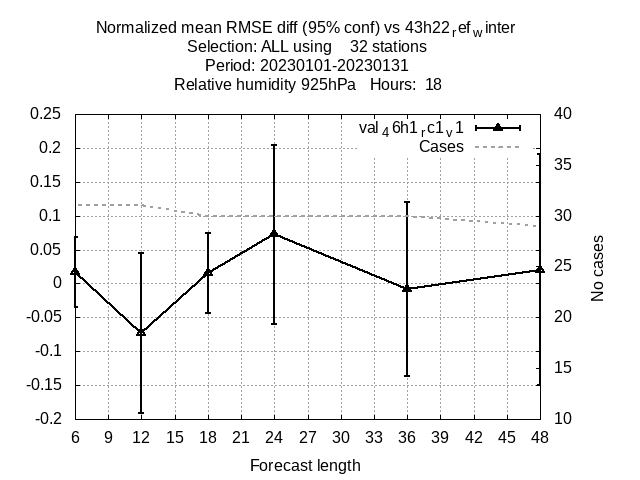 Normalized mean RMSE diff (95% conf) vs 43h22refwinter
Selection: ALL using    32 stations
Period: 20230101-20230131
Relative humidity 925hPa   Hours:  18
val46h1rc1v1
Cases
0.25
0.2
0.15
0.1
0.05
0
-0.05
-0.1
-0.15
-0.2
40
35
30
25
20
15
10
No cases
6 9 12 15 18 21 24 27 30 33 36 39 42 45 48
Forecast length